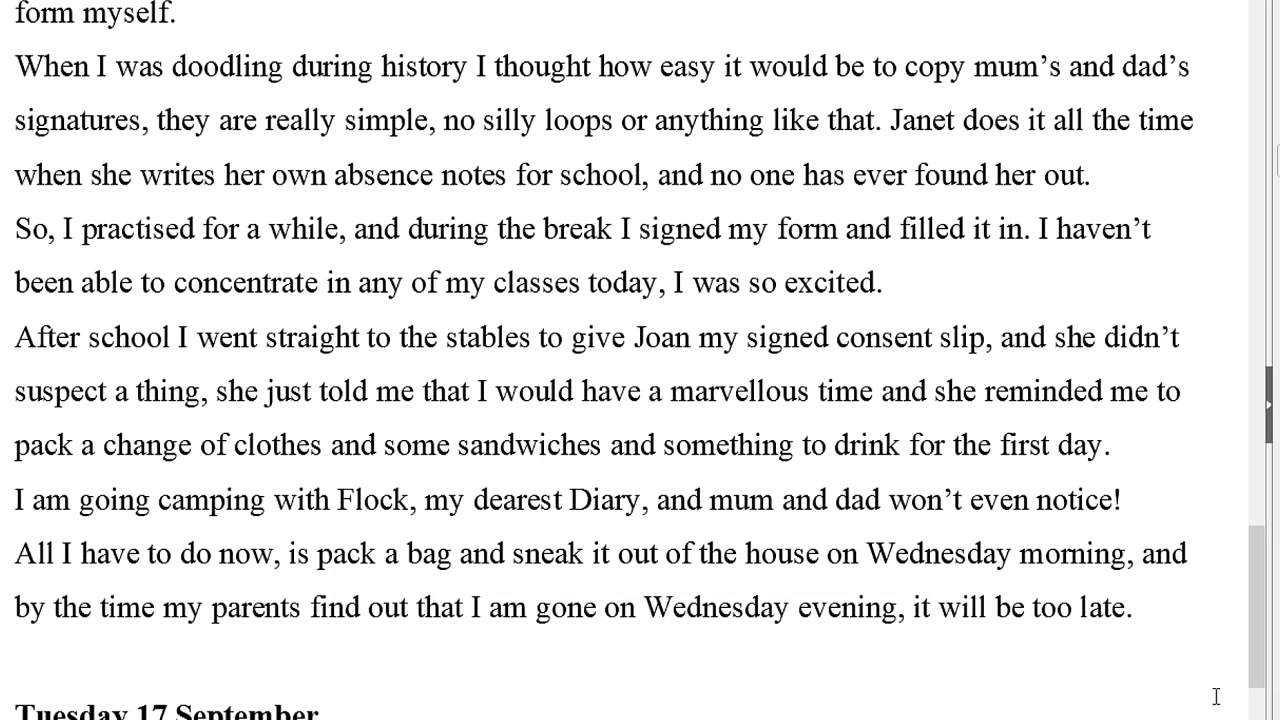 form myself.
When I was doodling during history I thought how easy it would be to copy mum’s and dad’s
signatures, they are really simple, no silly loops or anything like that. Janet does it all the time
when she writes her own absence notes for school, and no one has ever found her out.
So, I practised for a while, and during the break I signed my form and filled it in. I haven’t
been able to concentrate in any of my classes today, I was so excited.
After school I went straight to the stables to give Joan my signed consent slip, and she didn’t
suspect a thing, she just told me that I would have a marvellous time and she reminded me to
pack a change of clothes and some sandwiches and something to drink for the first day.
I am going camping with Flock, my dearest Diary, and mum and dad won’t even notice!
All I have to do now, is pack a bag and sneak it out of the house on Wednesday morning, and
by the time my parents find out that I am gone on Wednesday evening, it will be too late.
Tuesday 17 September